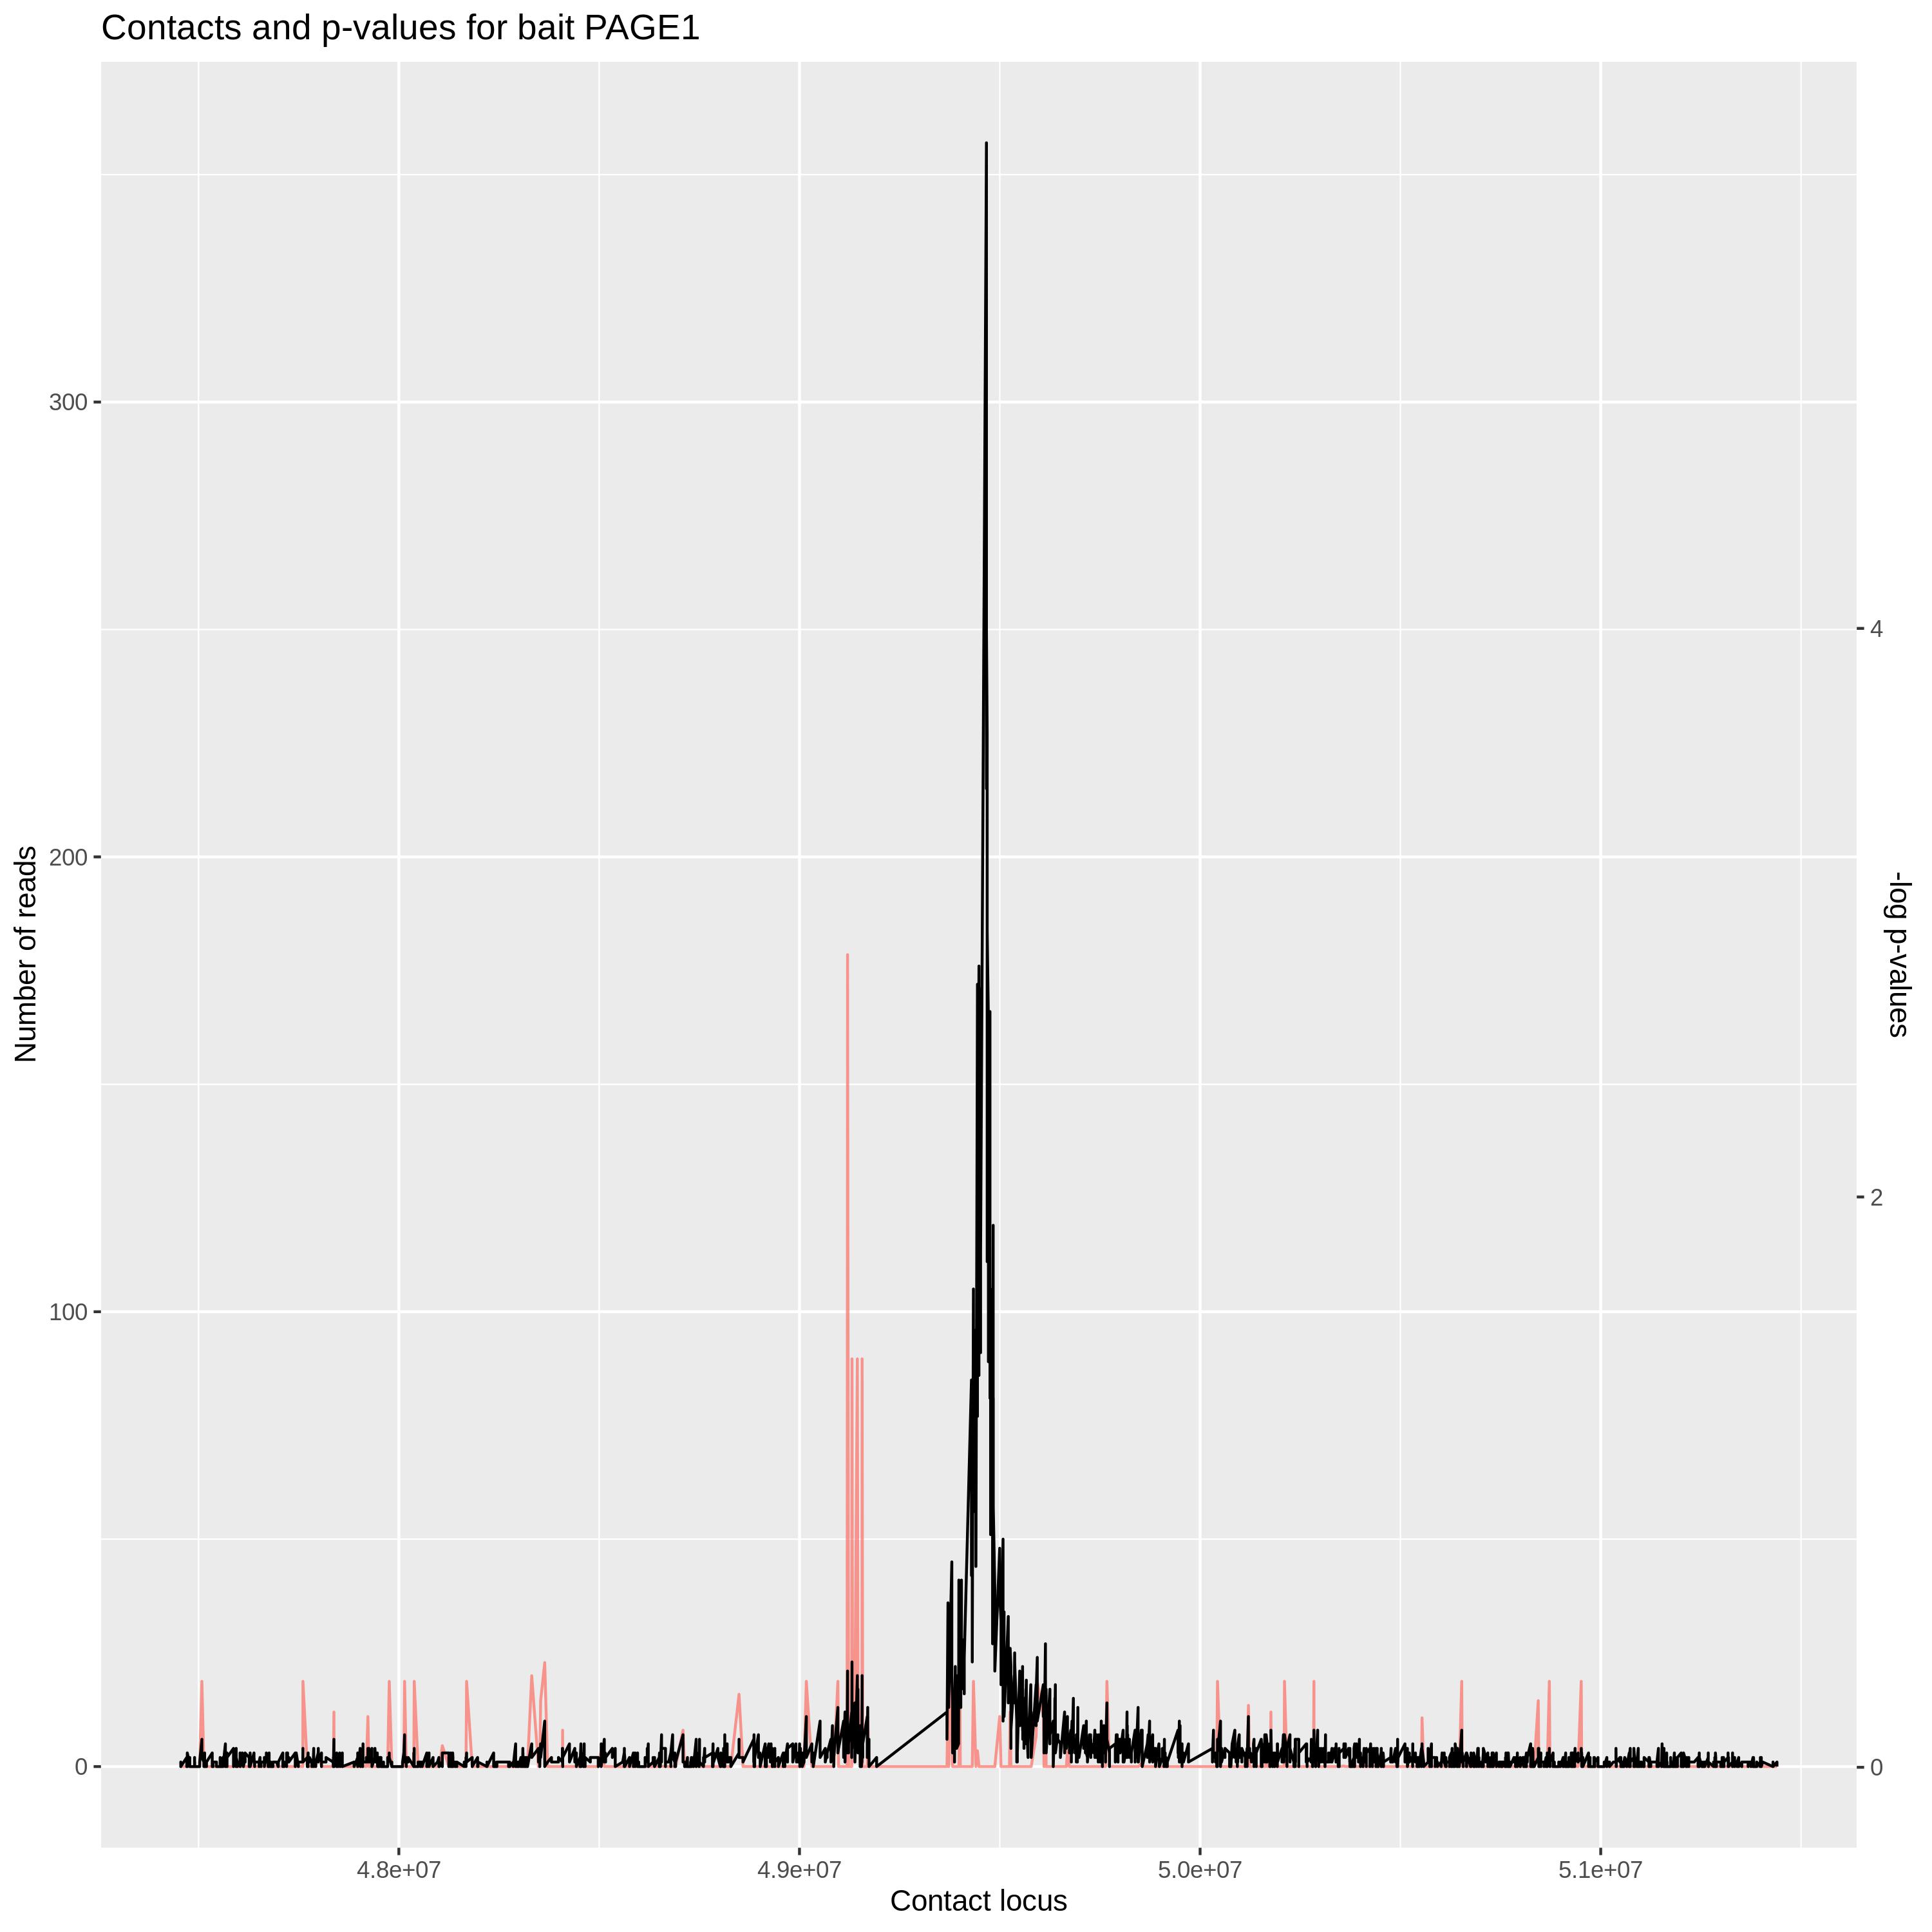 Contacts and p-values for bait PAGE1
Number of reads
300
200
100
0
4
2
0
-log p-values
4.8e+07
4.9e+07
5.0e+07
5.1e+07
Contact locus